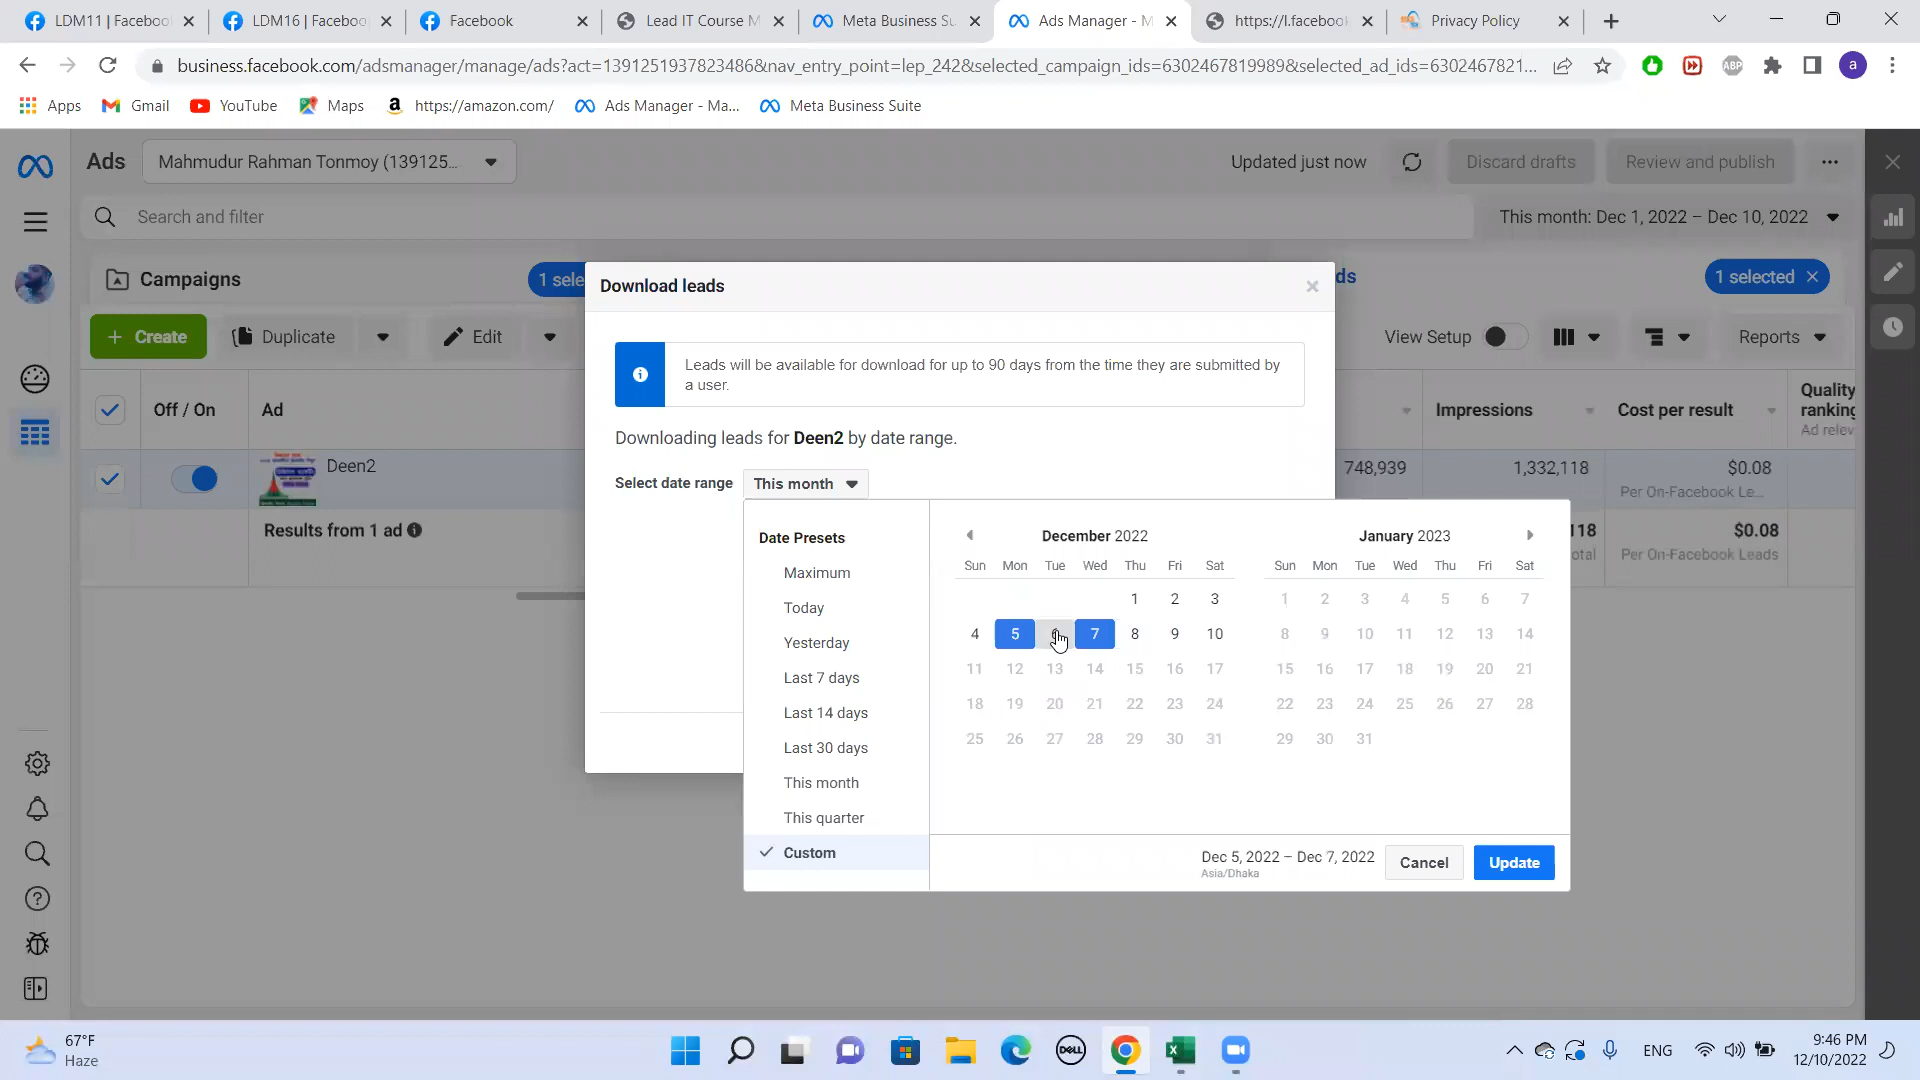 LDM11 | Faceboo
LDM16 | Faceboo
Facebook
Lead IT Course M
Meta Business Su
Ads Manager - M
https://l.facebook
Privacy Policy
business.facebook.com/adsmanager/manage/ads?act=1391251937823486&nav_entry_point=lep_242&selected_campaign_ids=6302467819989&selected_ad_ids=6302467821...
ABP
a
Apps
Gmail
YouTube
Maps
https://amazon.com/
Ads Manager - Ma...
Meta Business Suite
Ads
Mahmudur Rahman Tonmoy (139125...
Updated just now
Discard drafts
Review and publish
Search and filter
This month: Dec 1, 2022 – Dec 10, 2022
Campaigns
1 sele
ds
1 selected
Create
Duplicate
Edit
View Setup
Reports
Off / On
Ad
Impressions
Cost per result
Quality
ranking
Ad relev
Deen2
748,939
1,332,118
$0.08
Per On-Facebook Le...
Results from 1 ad
118
otal
$0.08
Per On-Facebook Leads
Download leads
Leads will be available for download for up to 90 days from the time they are submitted by
a user.
Downloading leads for Deen2 by date range.
Select date range
This month
Date Presets
Maximum
Today
Yesterday
Last 7 days
Last 14 days
Last 30 days
This month
This quarter
Custom
December 2022
Sun Mon Tue Wed Thu Fri Sat
1 2 3
4 5 7 8 9 10
11 12 13 14 15 16 17
18 19 20 21 22 23 24
25 26 27 28 29 30 31
January 2023
Sun Mon Tue Wed Thu Fri Sat
1 2 3 4 5 6 7
8 9 10 11 12 13 14
15 16 17 18 19 20 21
22 23 24 25 26 27 28
29 30 31
Dec 5, 2022 – Dec 7, 2022
Asia/Dhaka
Cancel
Update
67°F
Haze
DELL
ENG
9:46 PM
12/10/2022